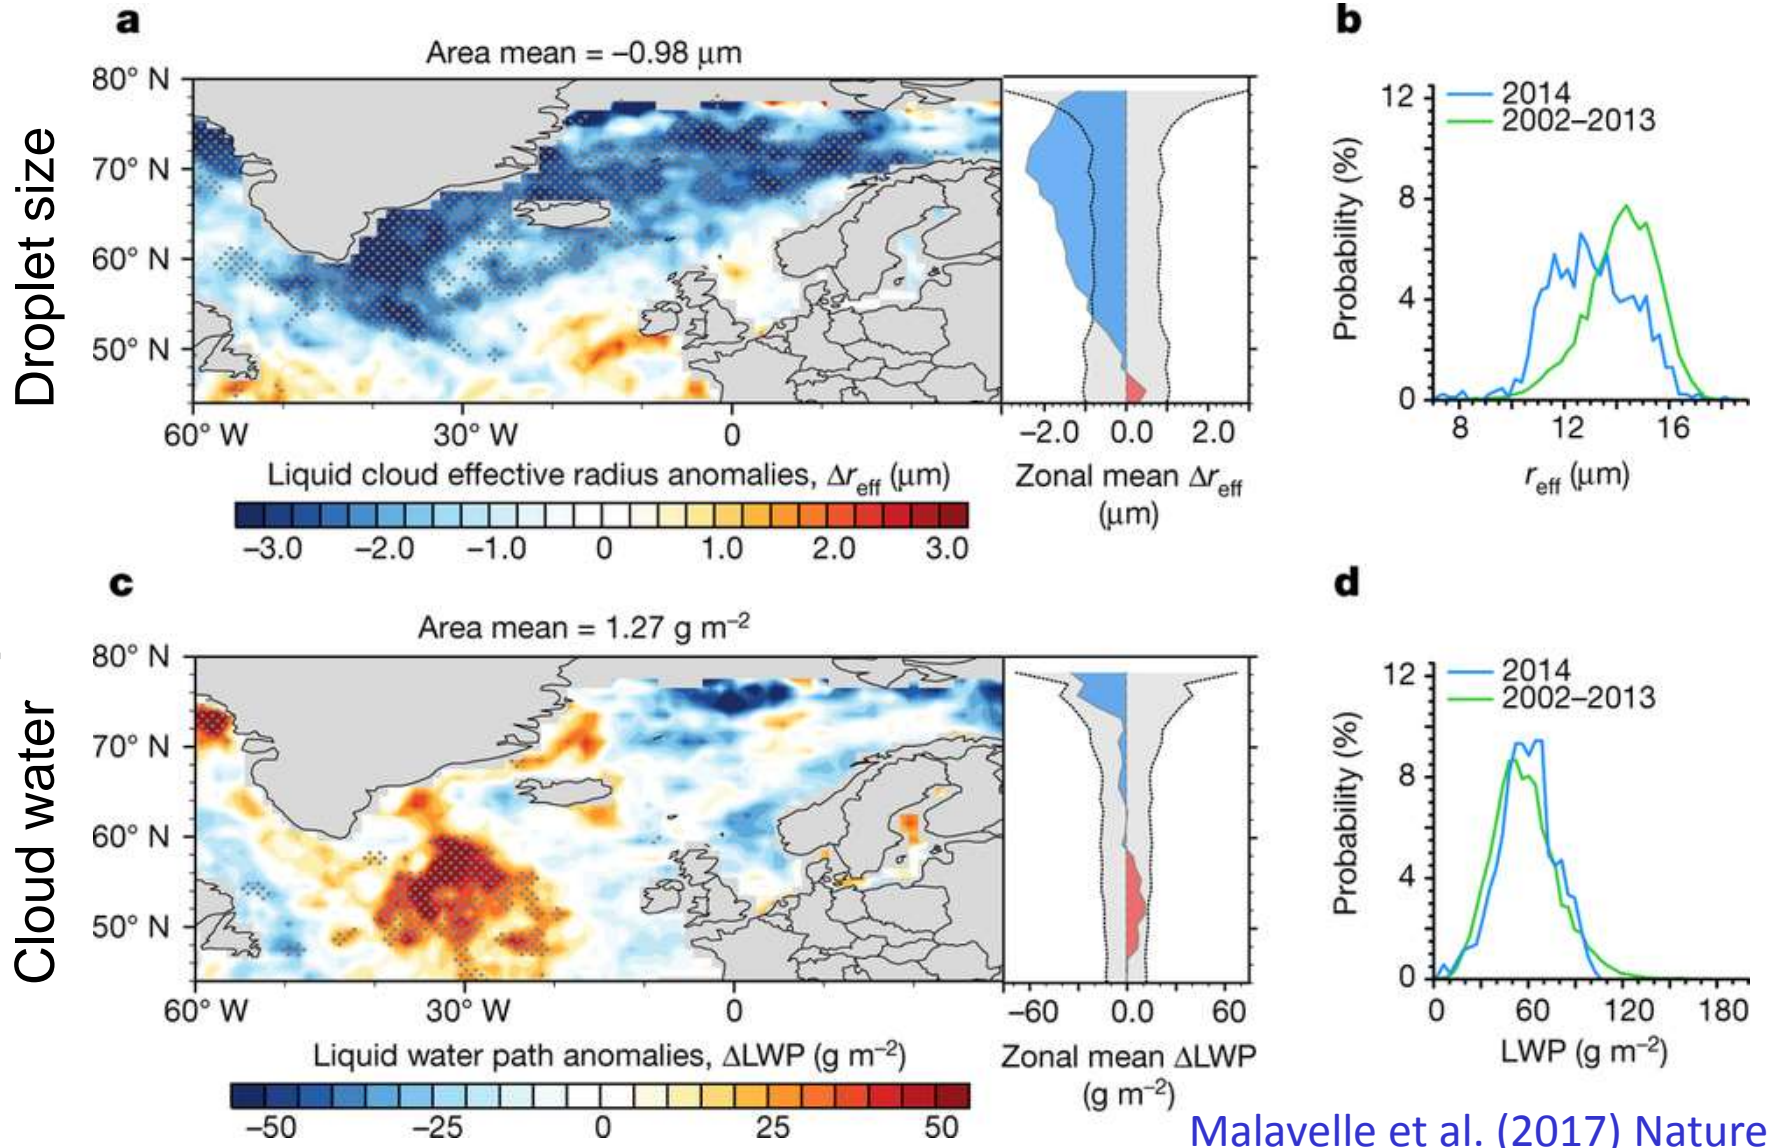 a
Area mean = –0.98 μm
80° N
70° N
60° N
50° N
60° W 30° W 0
Liquid cloud effective radius anomalies, Δreff (μm)
–3.0 –2.0 –1.0 0 1.0 2.0 3.0
–2.0 0.0 2.0
Zonal mean Δreff
(μm)
Droplet size
b
2014
2002–2013
Probability (%)
12
8
4
0
8 12 16
reff (μm)
c
Area mean = 1.27 g m–2
80° N
70° N
60° N
50° N
60° W 30° W 0
Liquid water path anomalies, ΔLWP (g m–2)
–50 –25 0 25 50
–60 0.0 60
Zonal mean ΔLWP
(g m–2)
Cloud water
d
2014
2002–2013
Probability (%)
12
8
4
0
0 60 120 180
LWP (g m–2)
Malavelle et al. (2017) Nature